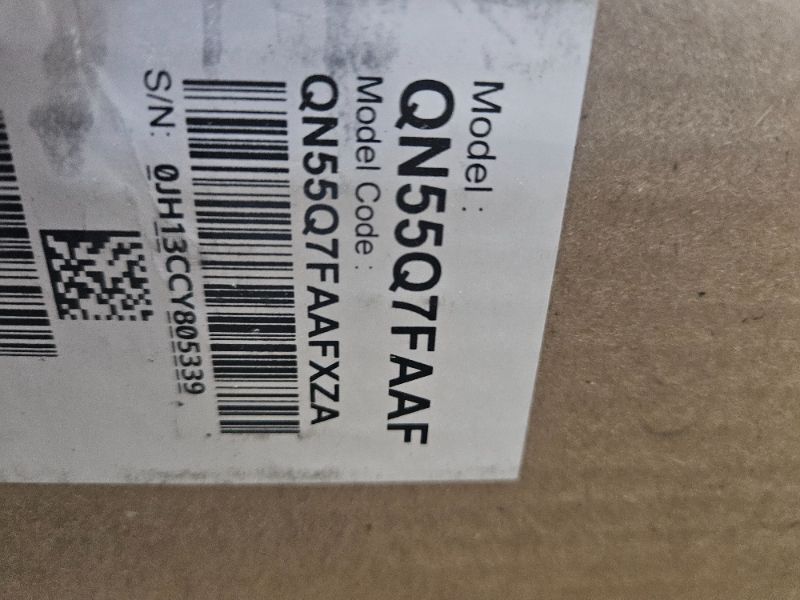 Model :
QN55Q7FAAF
Model Code :
QN55Q7FAAFXZA
S/N: 0JH13CCY805339